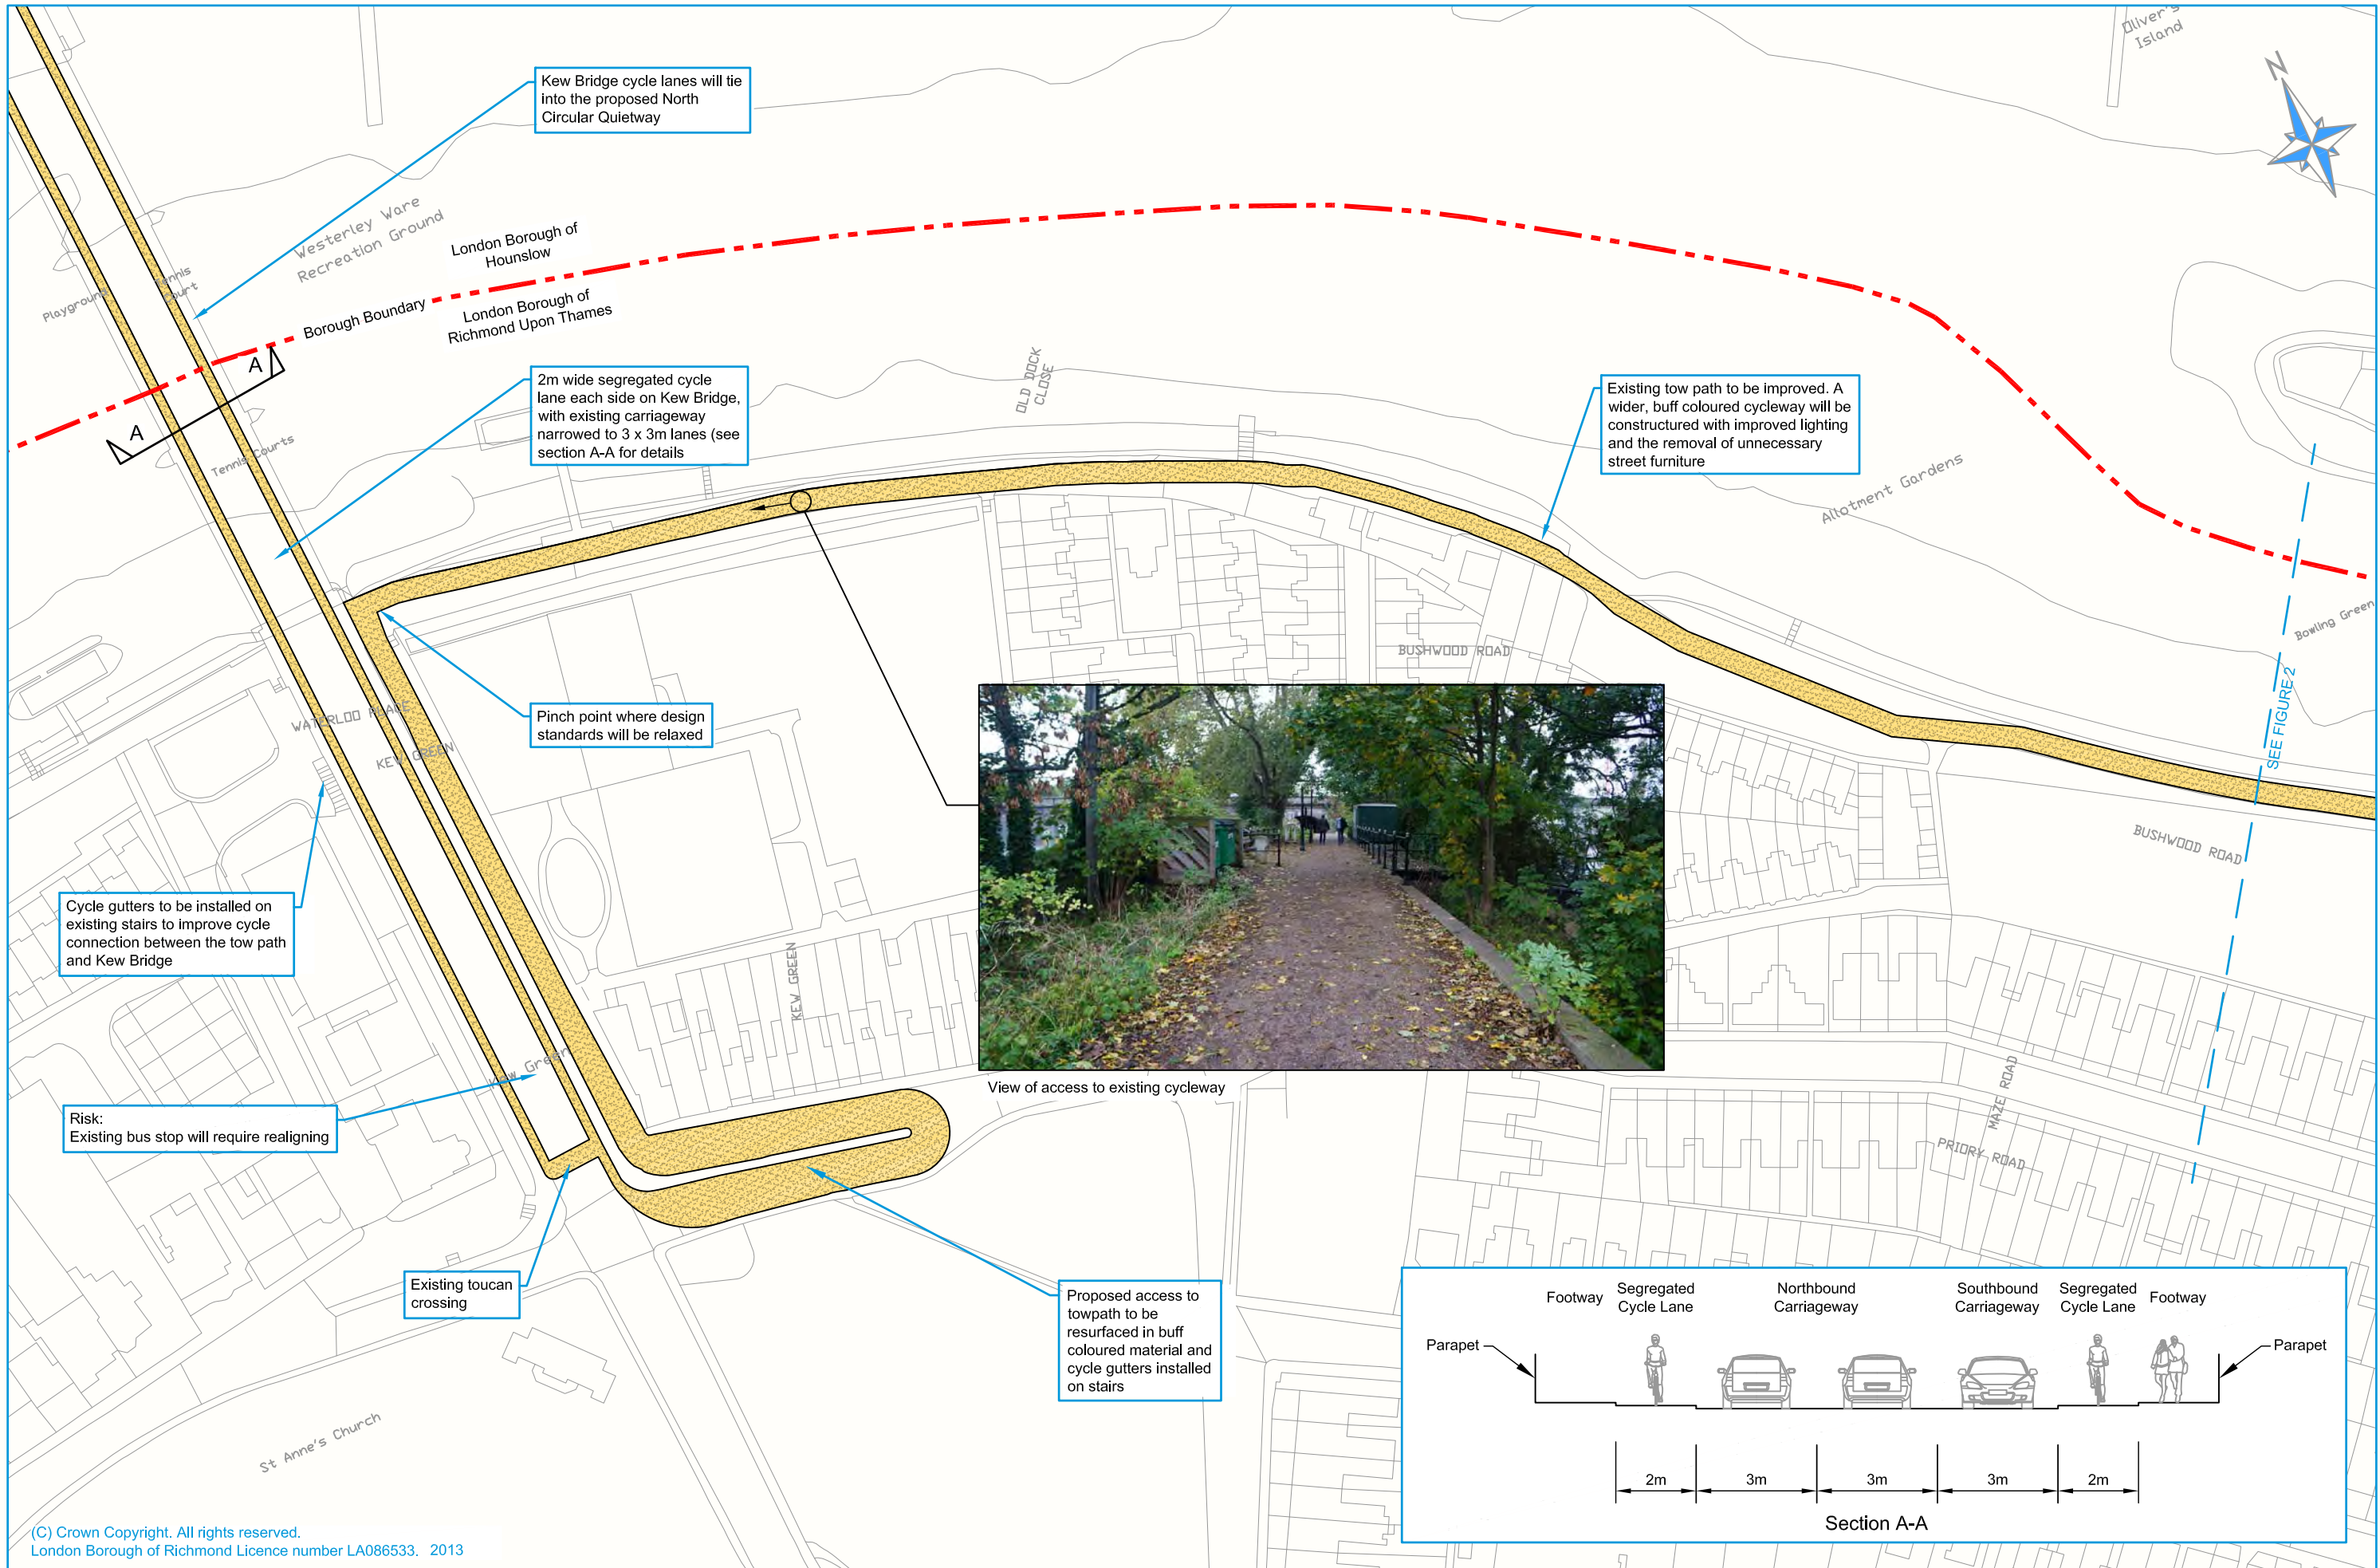 Oliver's
Island
N
Kew Bridge cycle lanes will tie
into the proposed North
Circular Quietway
Westerley Ware
Recreation Ground
London Borough of
Hounslow
Playground
Tennis
Court
Borough Boundary
London Borough of
Richmond Upon Thames
A
A
Tennis Courts
2m wide segregated cycle
lane each side on Kew Bridge,
with existing carriageway
narrowed to 3 x 3m lanes (see
section A-A for details
OLD DOCK
CLOSE
Existing tow path to be improved. A
wider, buff coloured cycleway will be
constructed with improved lighting
and the removal of unnecessary
street furniture
Allotment Gardens
Bowling Green
SEE FIGURE 2
BUSHWOOD ROAD
WATERLOO PLACE
KEW GREEN
Pinch point where design
standards will be relaxed
BUSHWOOD ROAD
Cycle gutters to be installed on
existing stairs to improve cycle
connection between the tow path
and Kew Bridge
KEW GREEN
Kew Green
View of access to existing cycleway
MAZE ROAD
PRIORY ROAD
Risk:
Existing bus stop will require realigning
Existing toucan
crossing
Proposed access to
towpath to be
resurfaced in buff
coloured material and
cycle gutters installed
on stairs
St Anne's Church
Footway
Segregated
Cycle Lane
Northbound
Carriageway
Southbound
Carriageway
Segregated
Cycle Lane
Footway
Parapet
Parapet
2m
3m
3m
3m
2m
Section A-A
(C) Crown Copyright. All rights reserved.
London Borough of Richmond Licence number LA086533. 2013